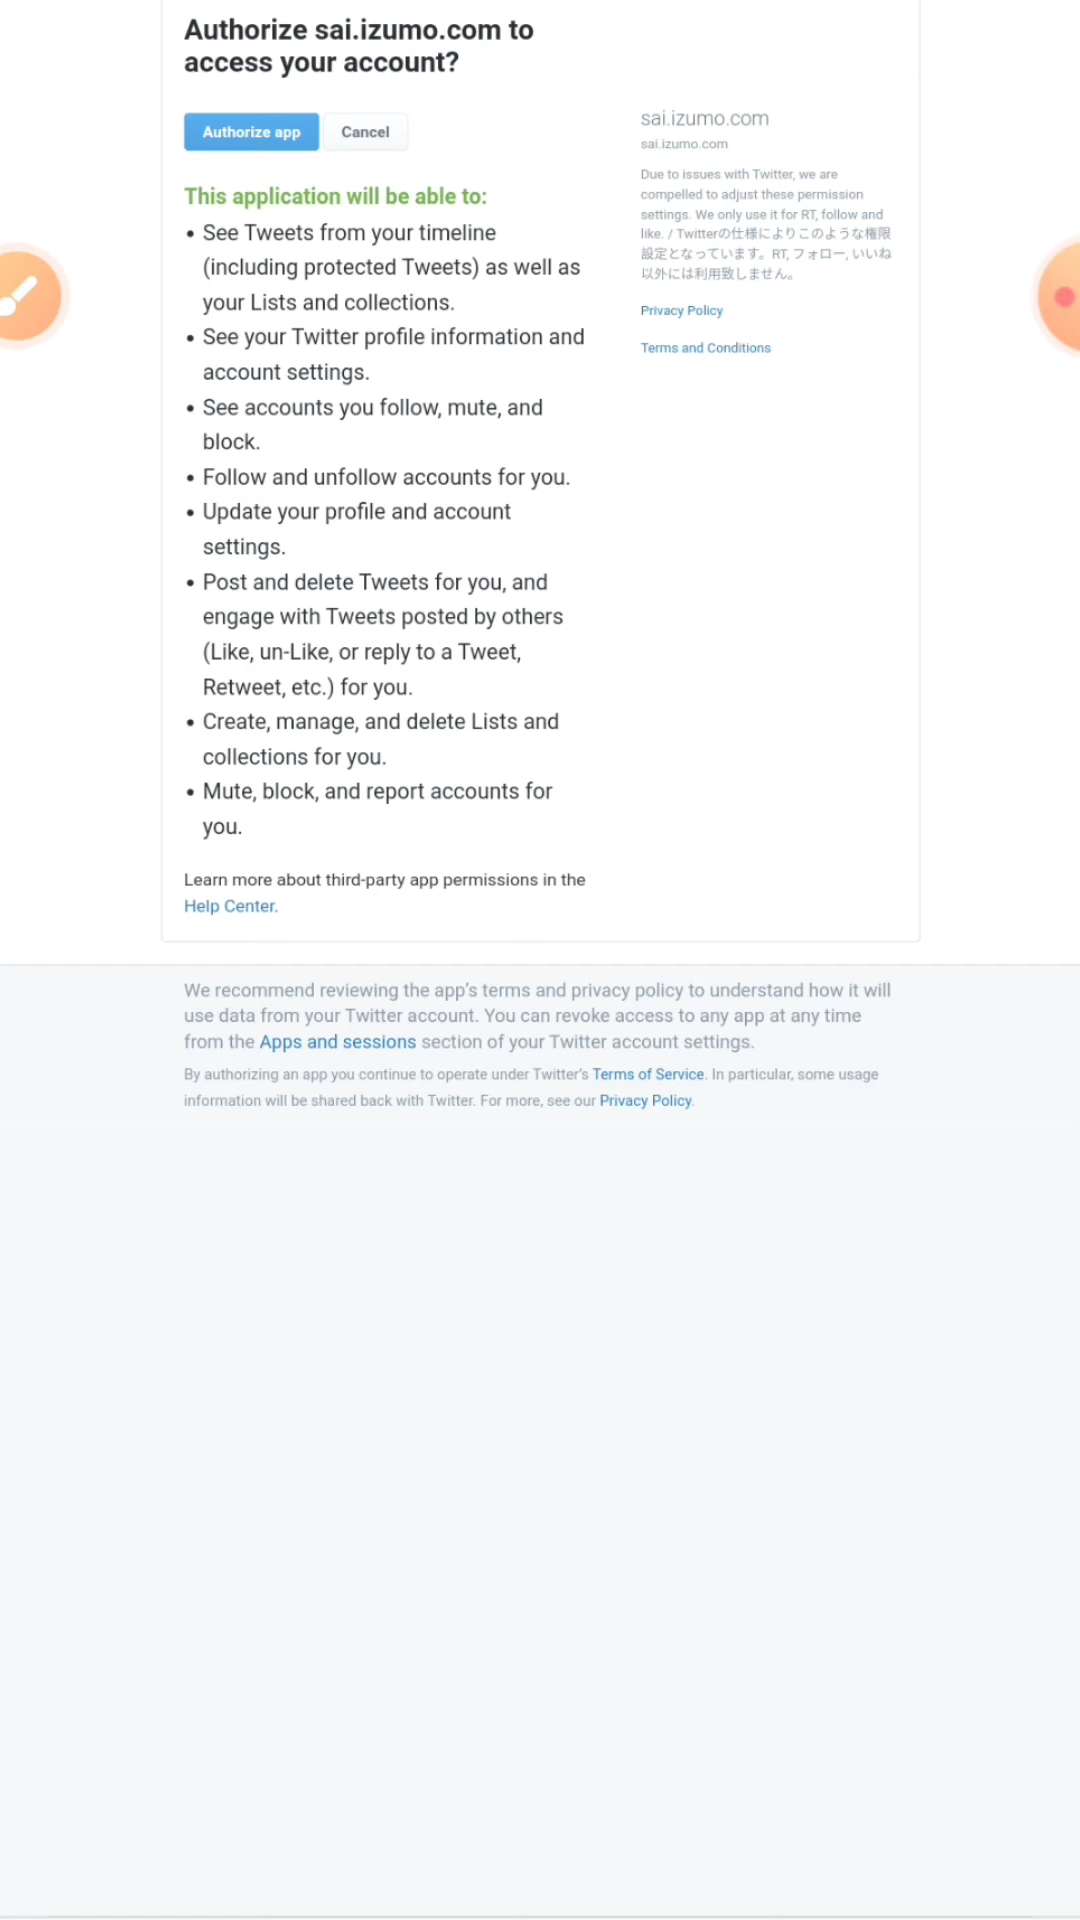 Authorize sai.izumo.com to
access your account?
Authorize app
Cancel
This application will be able to:
• See Tweets from your timeline
(including protected Tweets) as well as
your Lists and collections.
• See your Twitter profile information and
account settings.
• See accounts you follow, mute, and
block.
• Follow and unfollow accounts for you.
• Update your profile and account
settings.
• Post and delete Tweets for you, and
engage with Tweets posted by others
(Like, un-Like, or reply to a Tweet,
Retweet, etc.) for you.
• Create, manage, and delete Lists and
collections for you.
• Mute, block, and report accounts for
you.
Learn more about third-party app permissions in the
Help Center.
sai.izumo.com
sai.izumo.com
Due to issues with Twitter, we are
compelled to adjust these permission
settings. We only use it for RT, follow and
like. / Twitterの仕様によりこのような権限
設定となっています。RT, フォロー, いいね
以外には利用致しません。
Privacy Policy
Terms and Conditions
We recommend reviewing the app's terms and privacy policy to understand how it will
use data from your Twitter account. You can revoke access to any app at any time
from the Apps and sessions section of your Twitter account settings.
By authorizing an app you continue to operate under Twitter's Terms of Service. In particular, some usage
information will be shared back with Twitter. For more, see our Privacy Policy.